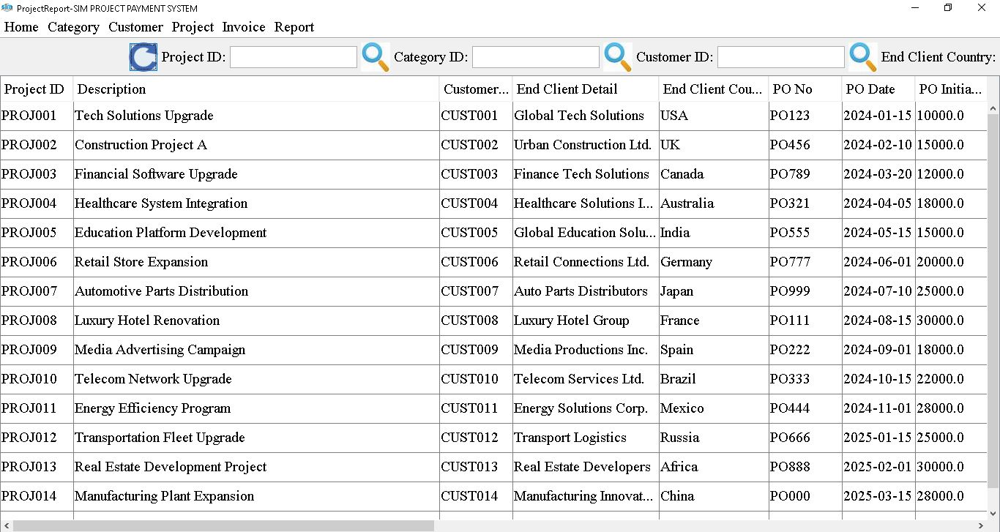 sim ProjectReport-SIM PROJECT PAYMENT SYSTEM
Home Category Customer Project Invoice Report
Project ID: Category ID: Customer ID: End Client Country:
Project ID Description Customer... End Client Detail End Client Cou... PO No PO Date PO Initia...
PROJ001 Tech Solutions Upgrade CUST001 Global Tech Solutions USA PO123 2024-01-15 10000.0
PROJ002 Construction Project A CUST002 Urban Construction Ltd. UK PO456 2024-02-10 15000.0
PROJ003 Financial Software Upgrade CUST003 Finance Tech Solutions Canada PO789 2024-03-20 12000.0
PROJ004 Healthcare System Integration CUST004 Healthcare Solutions I... Australia PO321 2024-04-05 18000.0
PROJ005 Education Platform Development CUST005 Global Education Solu... India PO555 2024-05-15 15000.0
PROJ006 Retail Store Expansion CUST006 Retail Connections Ltd. Germany PO777 2024-06-01 20000.0
PROJ007 Automotive Parts Distribution CUST007 Auto Parts Distributors Japan PO999 2024-07-10 25000.0
PROJ008 Luxury Hotel Renovation CUST008 Luxury Hotel Group France PO111 2024-08-15 30000.0
PROJ009 Media Advertising Campaign CUST009 Media Productions Inc. Spain PO222 2024-09-01 18000.0
PROJ010 Telecom Network Upgrade CUST010 Telecom Services Ltd. Brazil PO333 2024-10-15 22000.0
PROJ011 Energy Efficiency Program CUST011 Energy Solutions Corp. Mexico PO444 2024-11-01 28000.0
PROJ012 Transportation Fleet Upgrade CUST012 Transport Logistics Russia PO666 2025-01-15 25000.0
PROJ013 Real Estate Development Project CUST013 Real Estate Developers Africa PO888 2025-02-01 30000.0
PROJ014 Manufacturing Plant Expansion CUST014 Manufacturing Innovat... China PO000 2025-03-15 28000.0